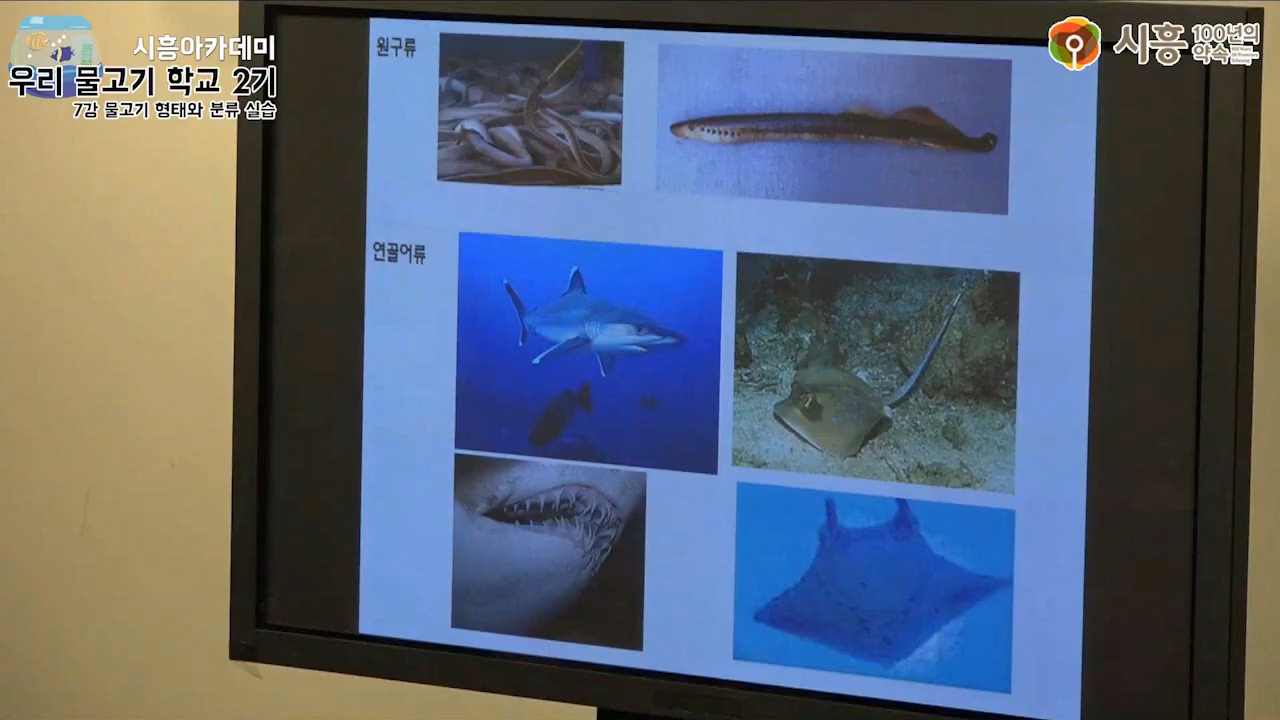 시흥아카데미
우리 물고기 학교 2기
7강 물고기 형태와 분류 실습
시흥
100년의
약속
원구류
연골어류